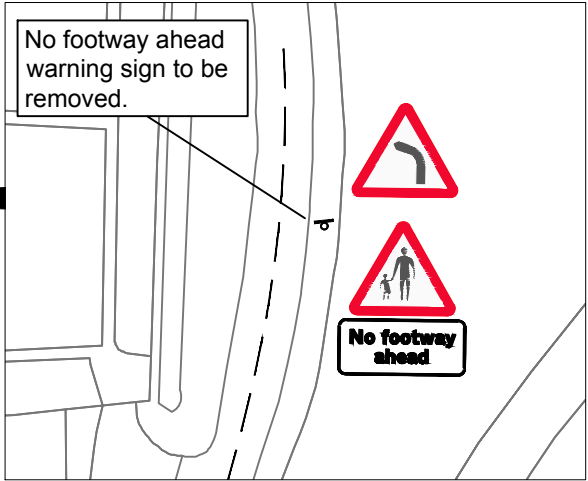 No footway ahead
warning sign to be
removed.
No footway
ahead